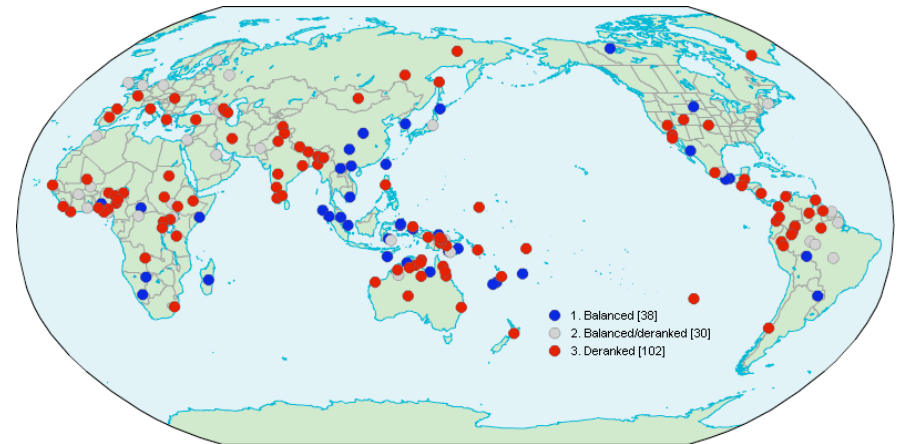 1. Balanced [38]
2. Balanced/deranked [30]
3. Deranked [102]